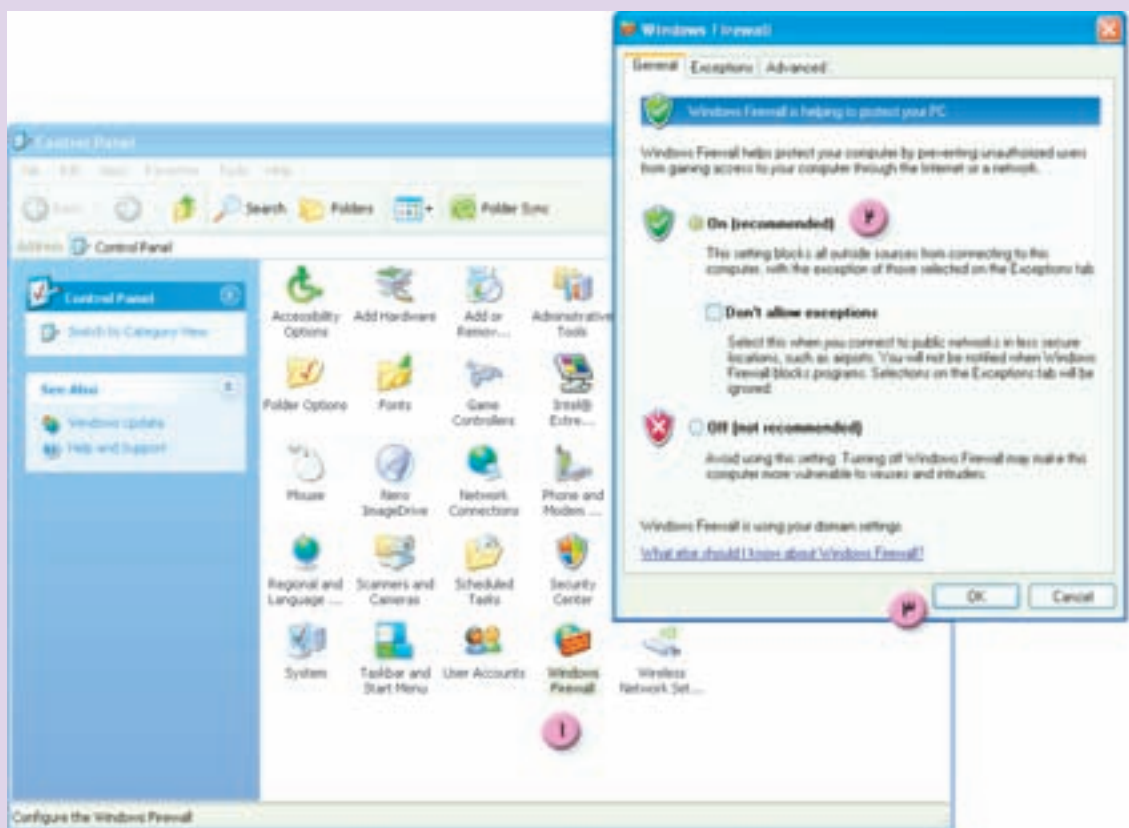 Windows Firewall
General Exceptions Advanced
Windows Firewall is helping to protect your PC
Windows Firewall helps protect your computer by preventing unauthorized users
from gaining access to your computer through the Internet or a network.
On (recommended) ۲
This setting blocks all outside sources from connecting to this
computer, with the exception of those selected on the Exceptions tab.
Don't allow exceptions
Select this when you connect to public networks in less secure
locations, such as airports. You will not be notified when Windows
Firewall blocks programs. Selections on the Exceptions tab will be
ignored.
Off (not recommended)
Avoid using this setting. Turning off Windows Firewall may make this
computer more vulnerable to viruses and intruders.
Windows Firewall is using your domain settings.
What else should I know about Windows Firewall?
۳ OK Cancel
Control Panel
File Edit View Favorites Tools Help
Back Search Folders Folder Sync
Address Control Panel
Control Panel
Switch to Category View
See Also
Windows Update
Help and Support
Accessibility Options
Add Hardware
Add or Remov...
Administrative Tools
Folder Options
Fonts
Game Controllers
Intel® Extre...
Mouse
Nero ImageDrive
Network Connections
Phone and Modem ...
Regional and Language ...
Scanners and Cameras
Scheduled Tasks
Security Center
System
Taskbar and Start Menu
User Accounts
Windows Firewall
Wireless Network Set...
۱
Configure the Windows Firewall